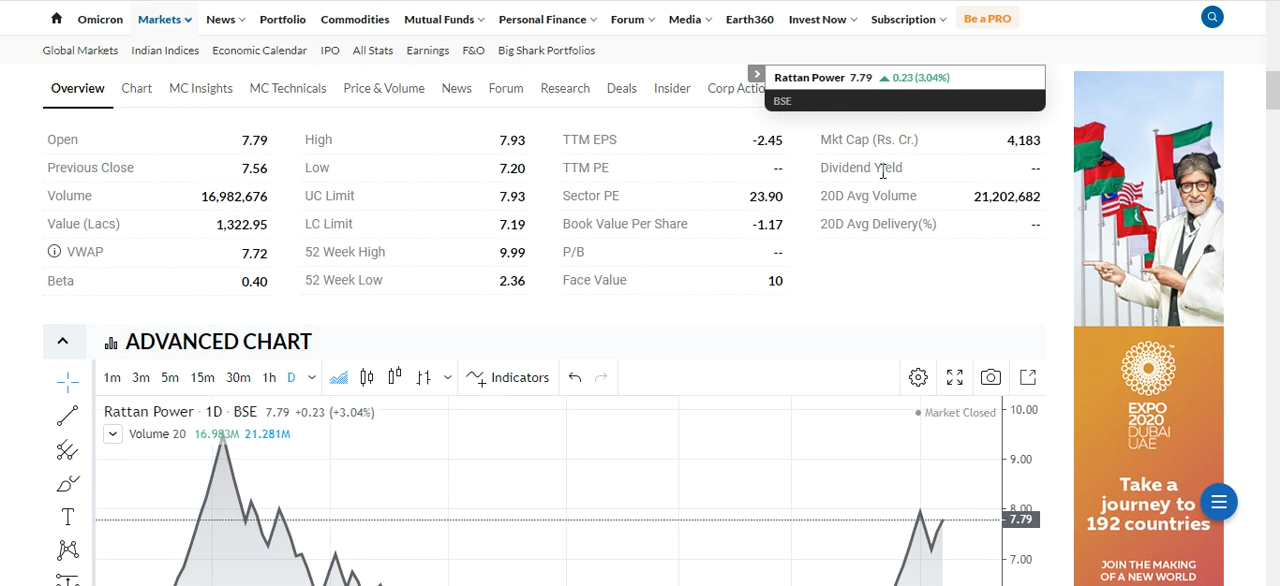 Omicron Markets News Portfolio Commodities Mutual Funds Personal Finance Forum Media Earth360 Invest Now Subscription Be a PRO
Global Markets Indian Indices Economic Calendar IPO All Stats Earnings F&O Big Shark Portfolios
Rattan Power 7.79 ▲ 0.23 (3.04%)
BSE
Overview Chart MC Insights MC Technicals Price & Volume News Forum Research Deals Insider Corp Actio
Open 7.79 High 7.93 TTM EPS -2.45 Mkt Cap (Rs. Cr.) 4,183
Previous Close 7.56 Low 7.20 TTM PE -- Dividend Yield --
Volume 16,982,676 UC Limit 7.93 Sector PE 23.90 20D Avg Volume 21,202,682
Value (Lacs) 1,322.95 LC Limit 7.19 Book Value Per Share -1.17 20D Avg Delivery(%) --
VWAP 7.72 52 Week High 9.99 P/B --
Beta 0.40 52 Week Low 2.36 Face Value 10
ADVANCED CHART
1m 3m 5m 15m 30m 1h D Indicators
Rattan Power · 1D · BSE 7.79 +0.23 (+3.04%)
Market Closed
Volume 20 16.983M 21.281M
10.00
9.00
8.00
7.79
7.00
EXPO
2020
DUBAI
UAE
Take a
journey to
192 countries
JOIN THE MAKING
OF A NEW WORLD